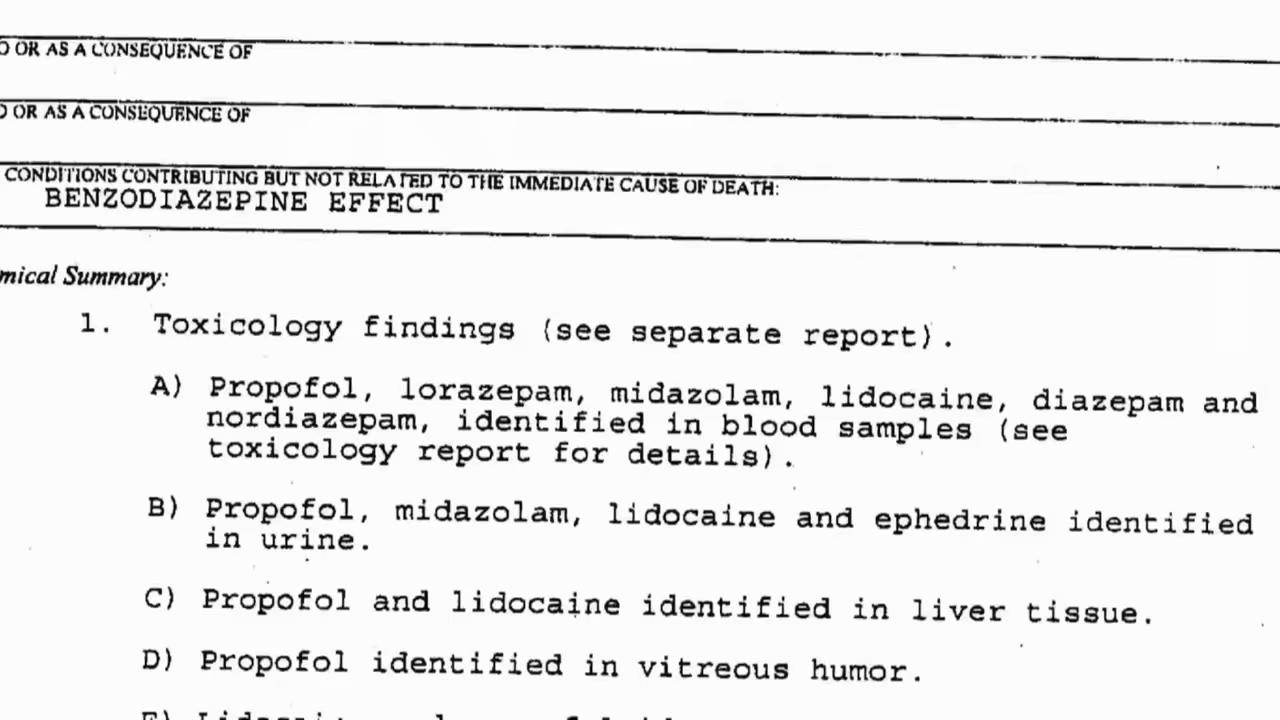 OR AS A CONSEQUENCE OF
OR AS A CONSEQUENCE OF
CONDITIONS CONTRIBUTING BUT NOT RELATED TO THE IMMEDIATE CAUSE OF DEATH:
BENZODIAZEPINE EFFECT
mical Summary:
1. Toxicology findings (see separate report).
A) Propofol, lorazepam, midazolam, lidocaine, diazepam and
nordiazepam, identified in blood samples (see
toxicology report for details).
B) Propofol, midazolam, lidocaine and ephedrine identified
in urine.
C) Propofol and lidocaine identified in liver tissue.
D) Propofol identified in vitreous humor.